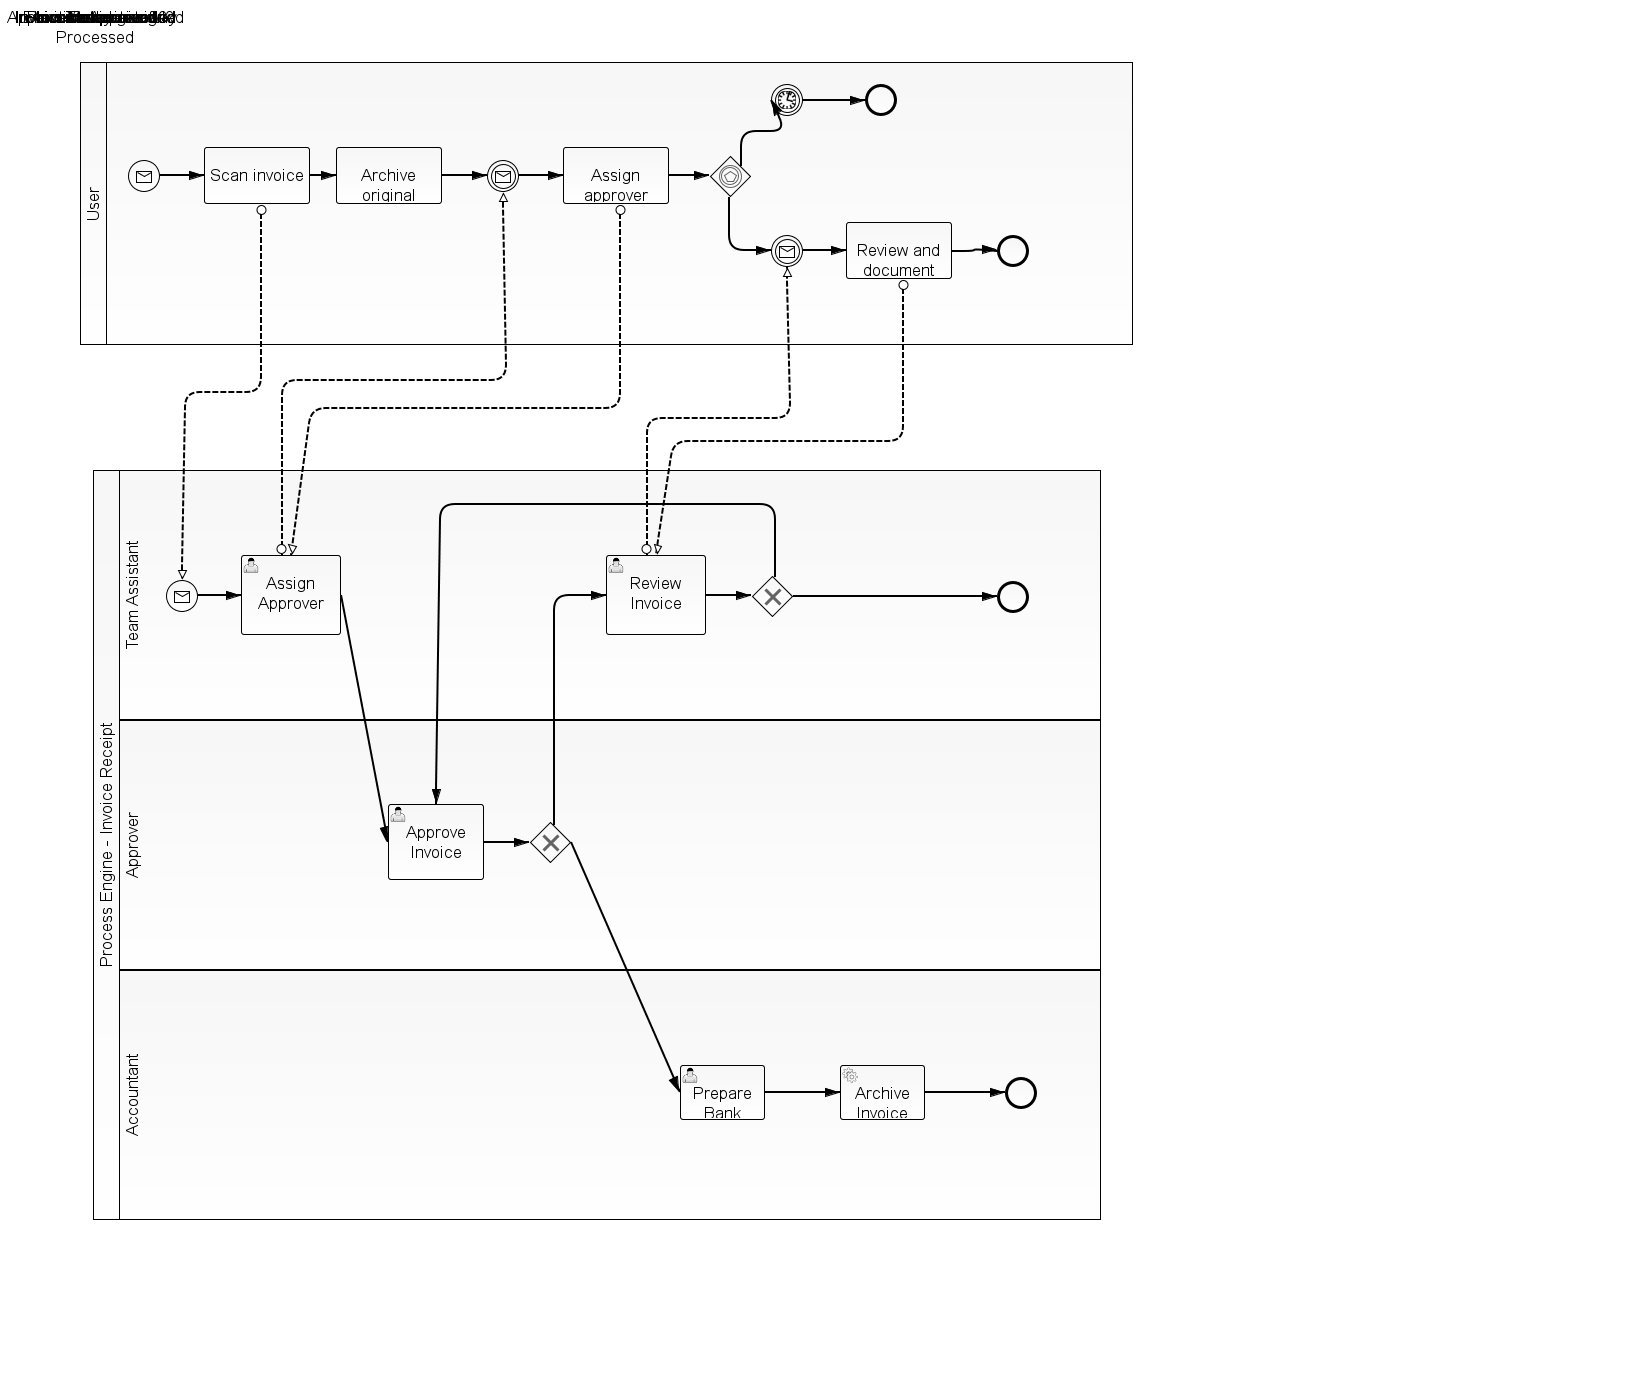 Processed
User
Scan invoice
Archive
original
Assign
approver
Review and
document
Process Engine - Invoice Receipt
Team Assistant
Assign
Approver
Review
Invoice
Approver
Approve
Invoice
Accountant
Prepare
Bank
Archive
Invoice